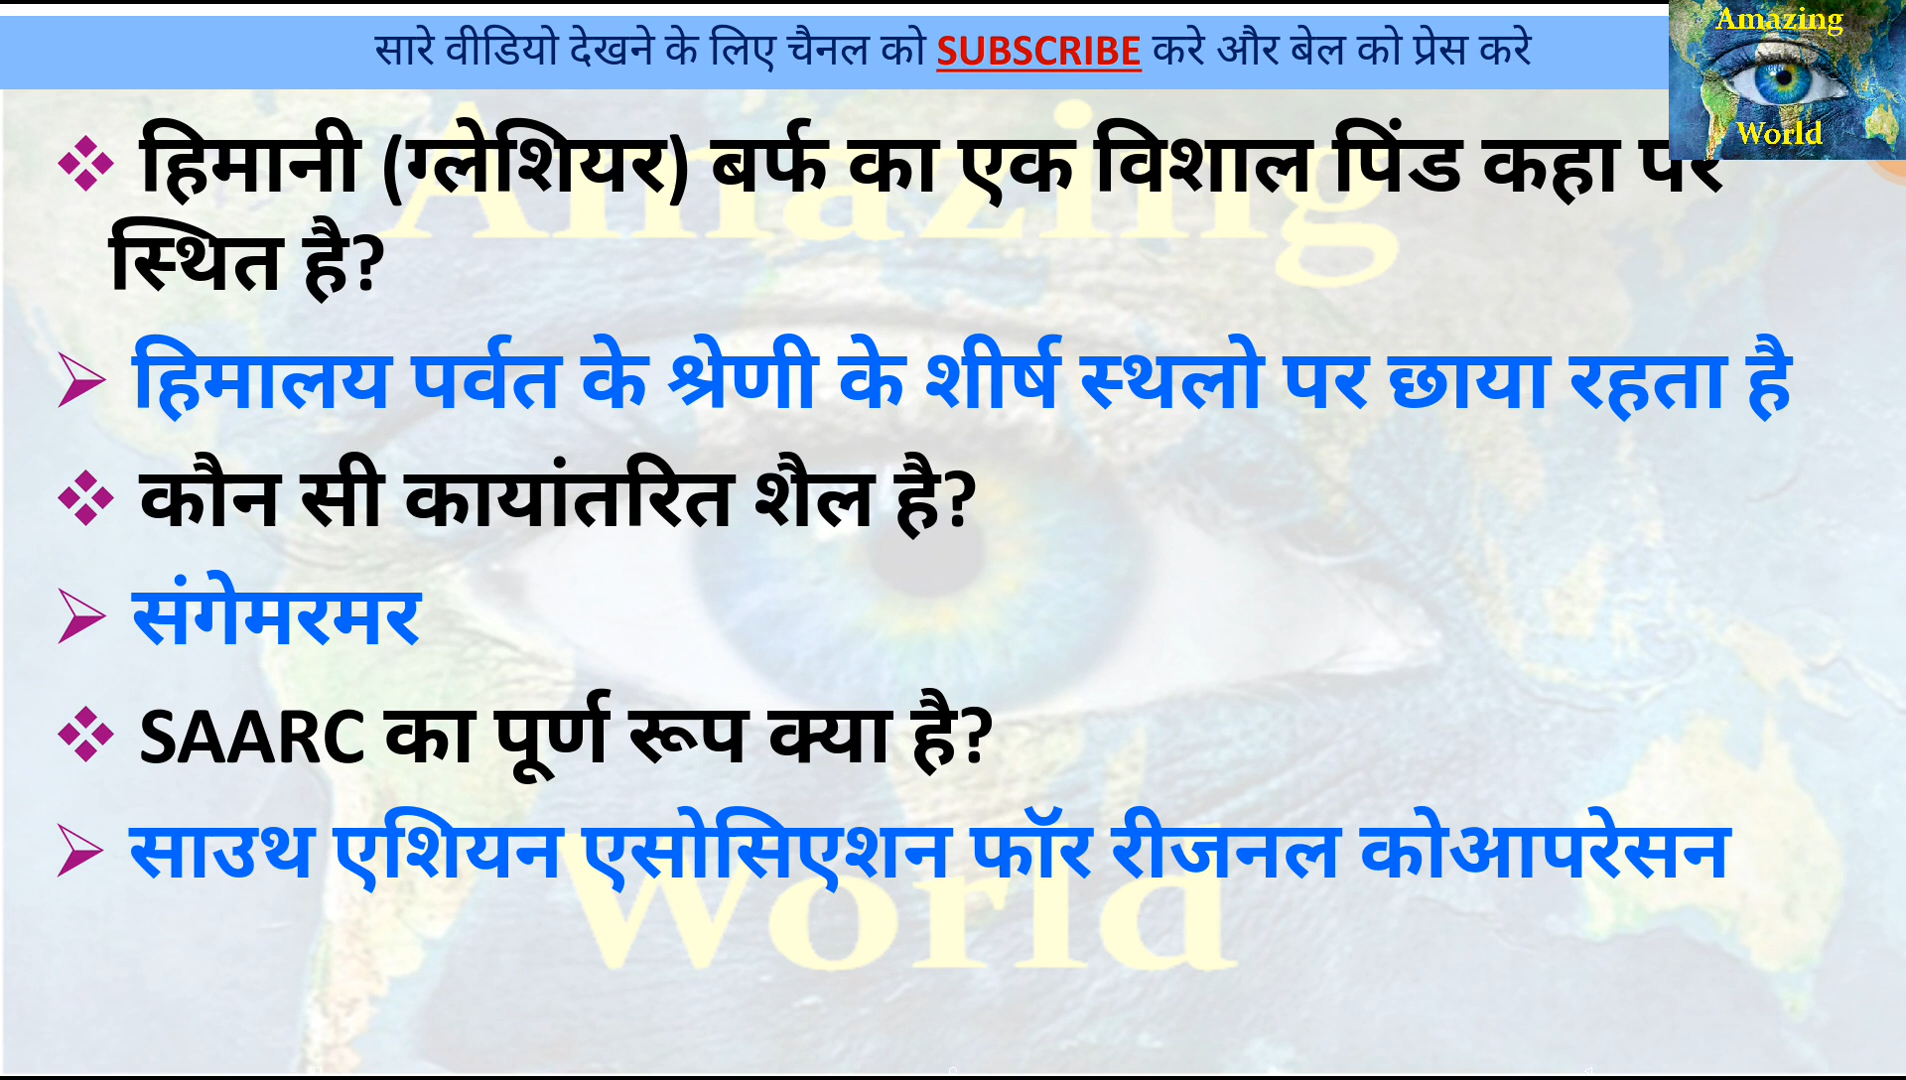 सारे वीडियो देखने के लिए चैनल को SUBSCRIBE करे और बेल को प्रेस करे
Amazing
World
❖ हिमानी (ग्लेशियर) बर्फ का एक विशाल पिंड कहा पर
स्थित है?
➢ हिमालय पर्वत के श्रेणी के शीर्ष स्थलो पर छाया रहता है
❖ कौन सी कायांतरित शैल है?
➢ संगेमरमर
❖ SAARC का पूर्ण रूप क्या है?
➢ साउथ एशियन एसोसिएशन फॉर रीजनल कोआपरेसन
Amazing
World